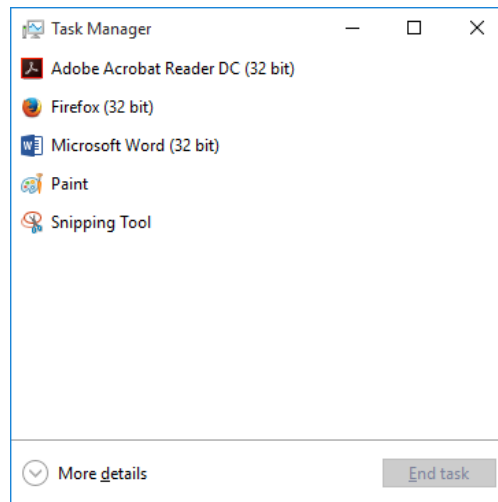 Task Manager
Adobe Acrobat Reader DC (32 bit)
Firefox (32 bit)
Microsoft Word (32 bit)
Paint
Snipping Tool
More details
End task